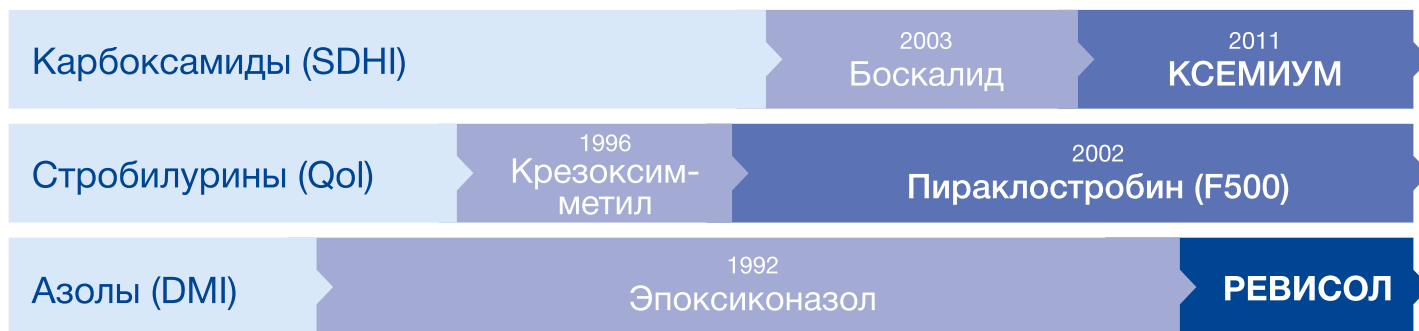 Карбоксамиды (SDHI)
2003
Боскалид
2011
КСЕМИУМ
Стробилурины (QoI)
1996
Крезоксим-
метил
2002
Пираклостробин (F500)
Азолы (DMI)
1992
Эпоксиконазол
РЕВИСОЛ